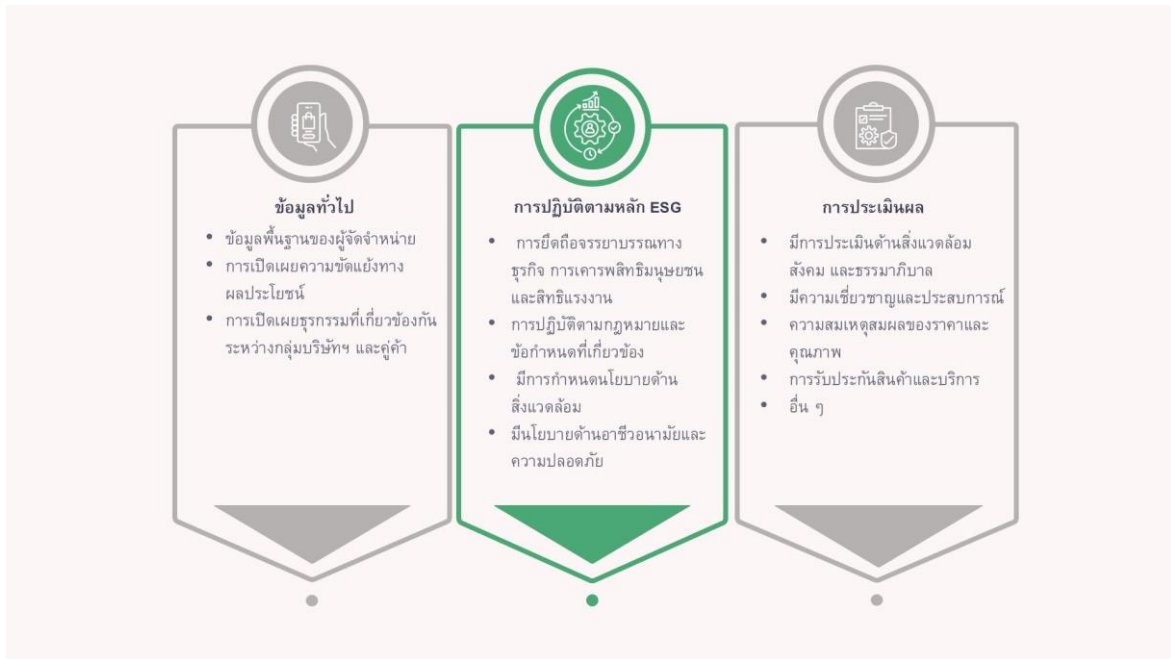 ข้อมูลทั่วไป
• ข้อมูลพื้นฐานของผู้จัดจำหน่าย
• การเปิดเผยความขัดแย้งทาง
ผลประโยชน์
• การเปิดเผยธุรกรรมที่เกี่ยวข้องกัน
ระหว่างกลุ่มบริษัทฯ และคู่ค้า
การปฏิบัติตามหลัก ESG
• การยึดถือจรรยาบรรณทาง
ธุรกิจ การเคารพสิทธิมนุษยชน
และสิทธิแรงงาน
• การปฏิบัติตามกฎหมายและ
ข้อกำหนดที่เกี่ยวข้อง
• มีการกำหนดนโยบายด้าน
สิ่งแวดล้อม
• มีนโยบายด้านอาชีวอนามัยและ
ความปลอดภัย
การประเมินผล
• มีการประเมินด้านสิ่งแวดล้อม
สังคม และธรรมาภิบาล
• มีความเชี่ยวชาญและประสบการณ์
• ความสมเหตุสมผลของราคาและ
คุณภาพ
• การรับประกันสินค้าและบริการ
• อื่น ๆ